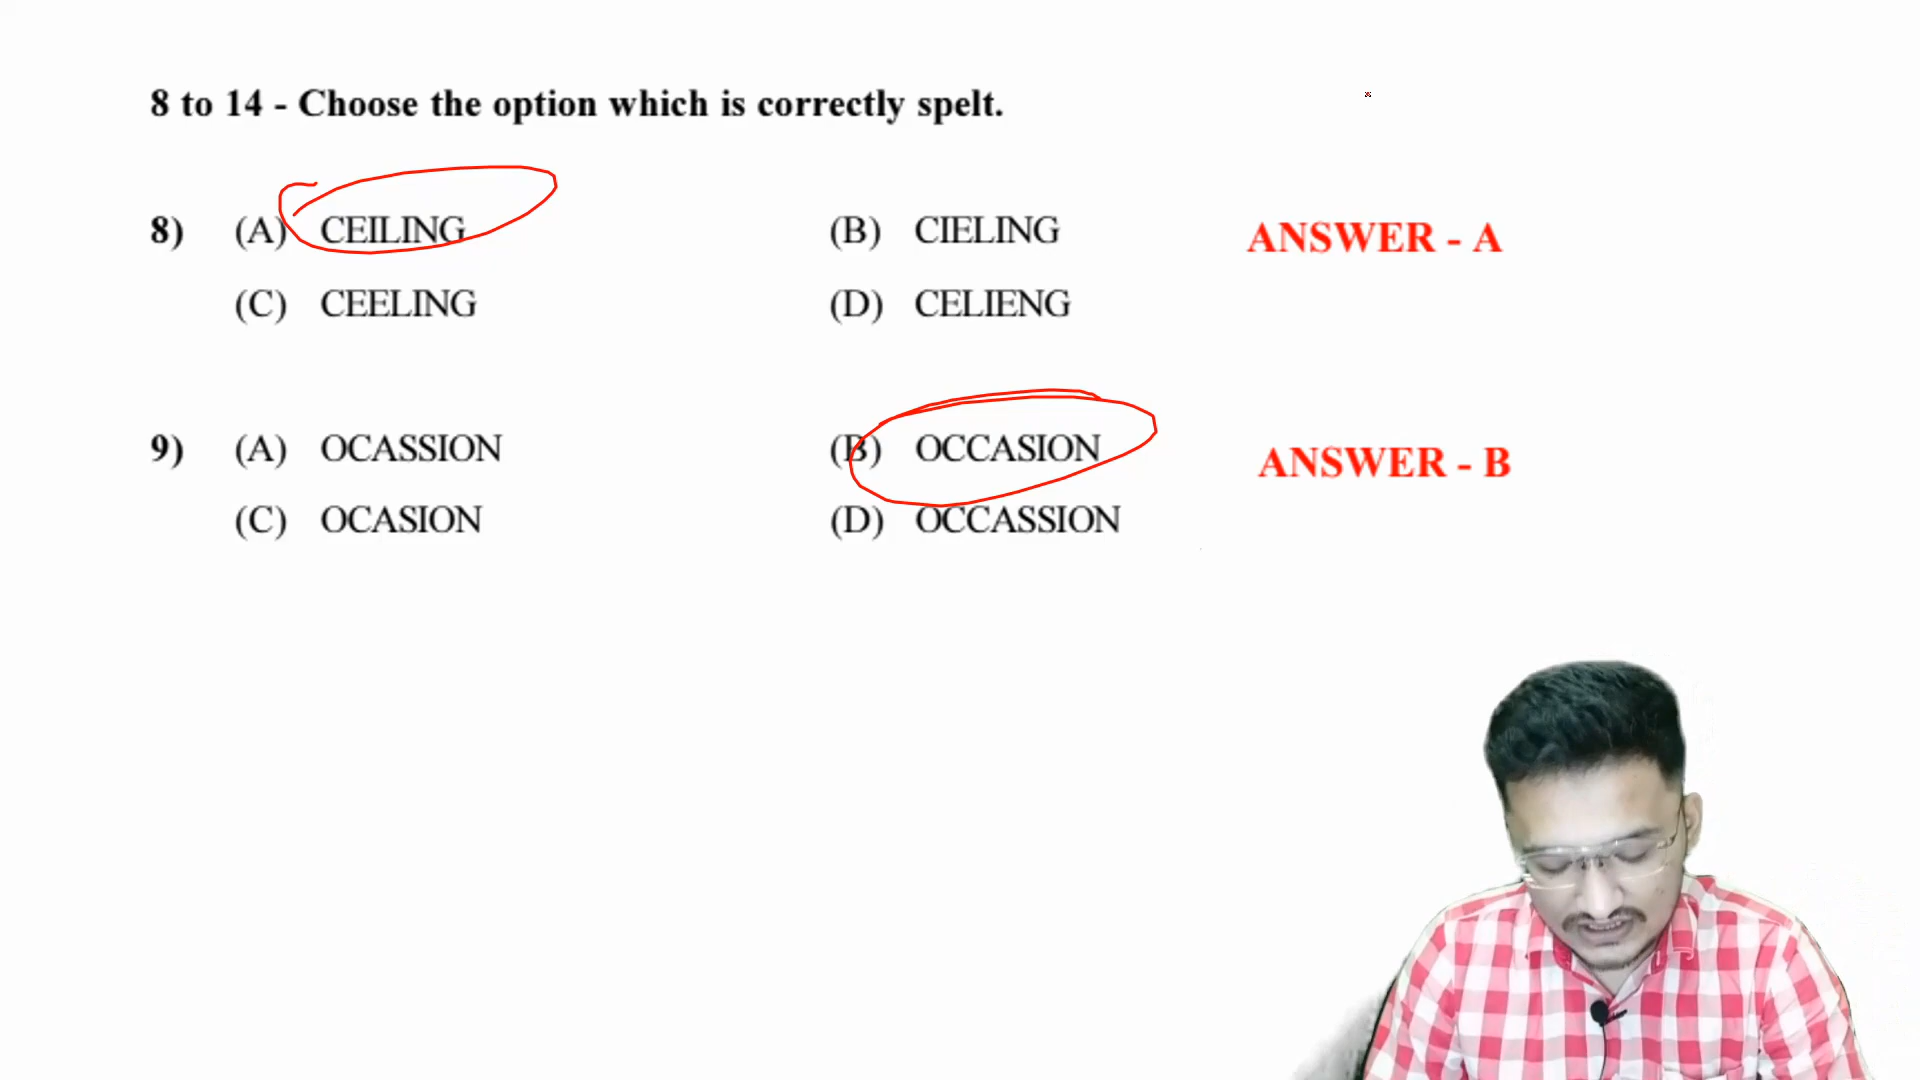 8 to 14 - Choose the option which is correctly spelt.
8) (A) CEILING (B) CIELING ANSWER - A
(C) CEELING (D) CELIENG
9) (A) OCASSION (B) OCCASION ANSWER - B
(C) OCASION (D) OCCASSION